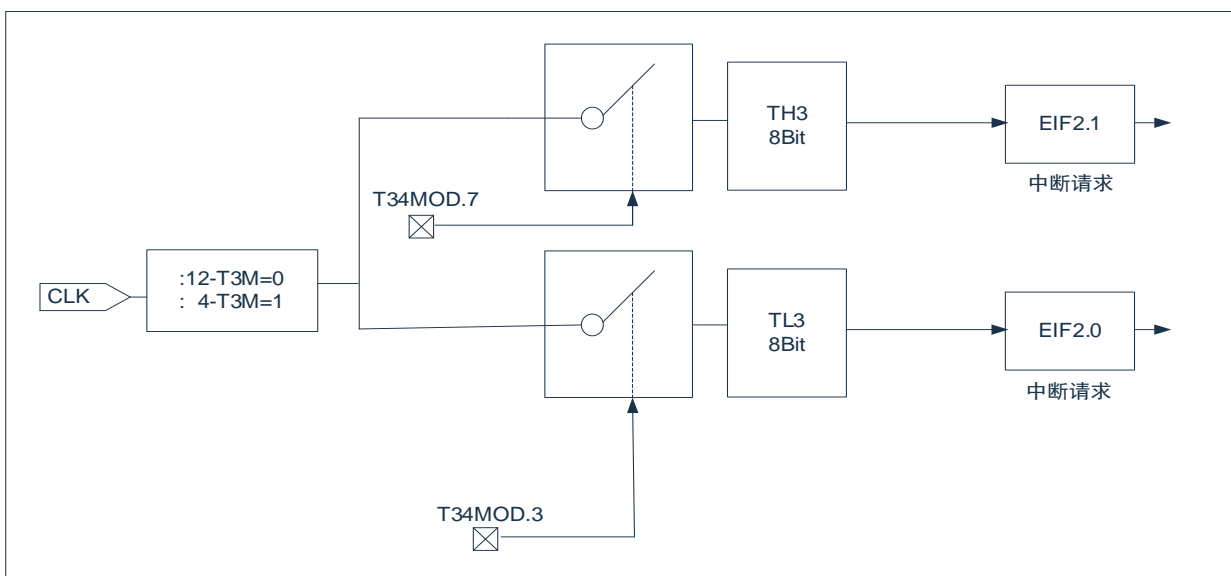 TH3
8Bit
EIF2.1
中断请求
T34MOD.7
CLK
:12-T3M=0
: 4-T3M=1
TL3
8Bit
EIF2.0
中断请求
T34MOD.3